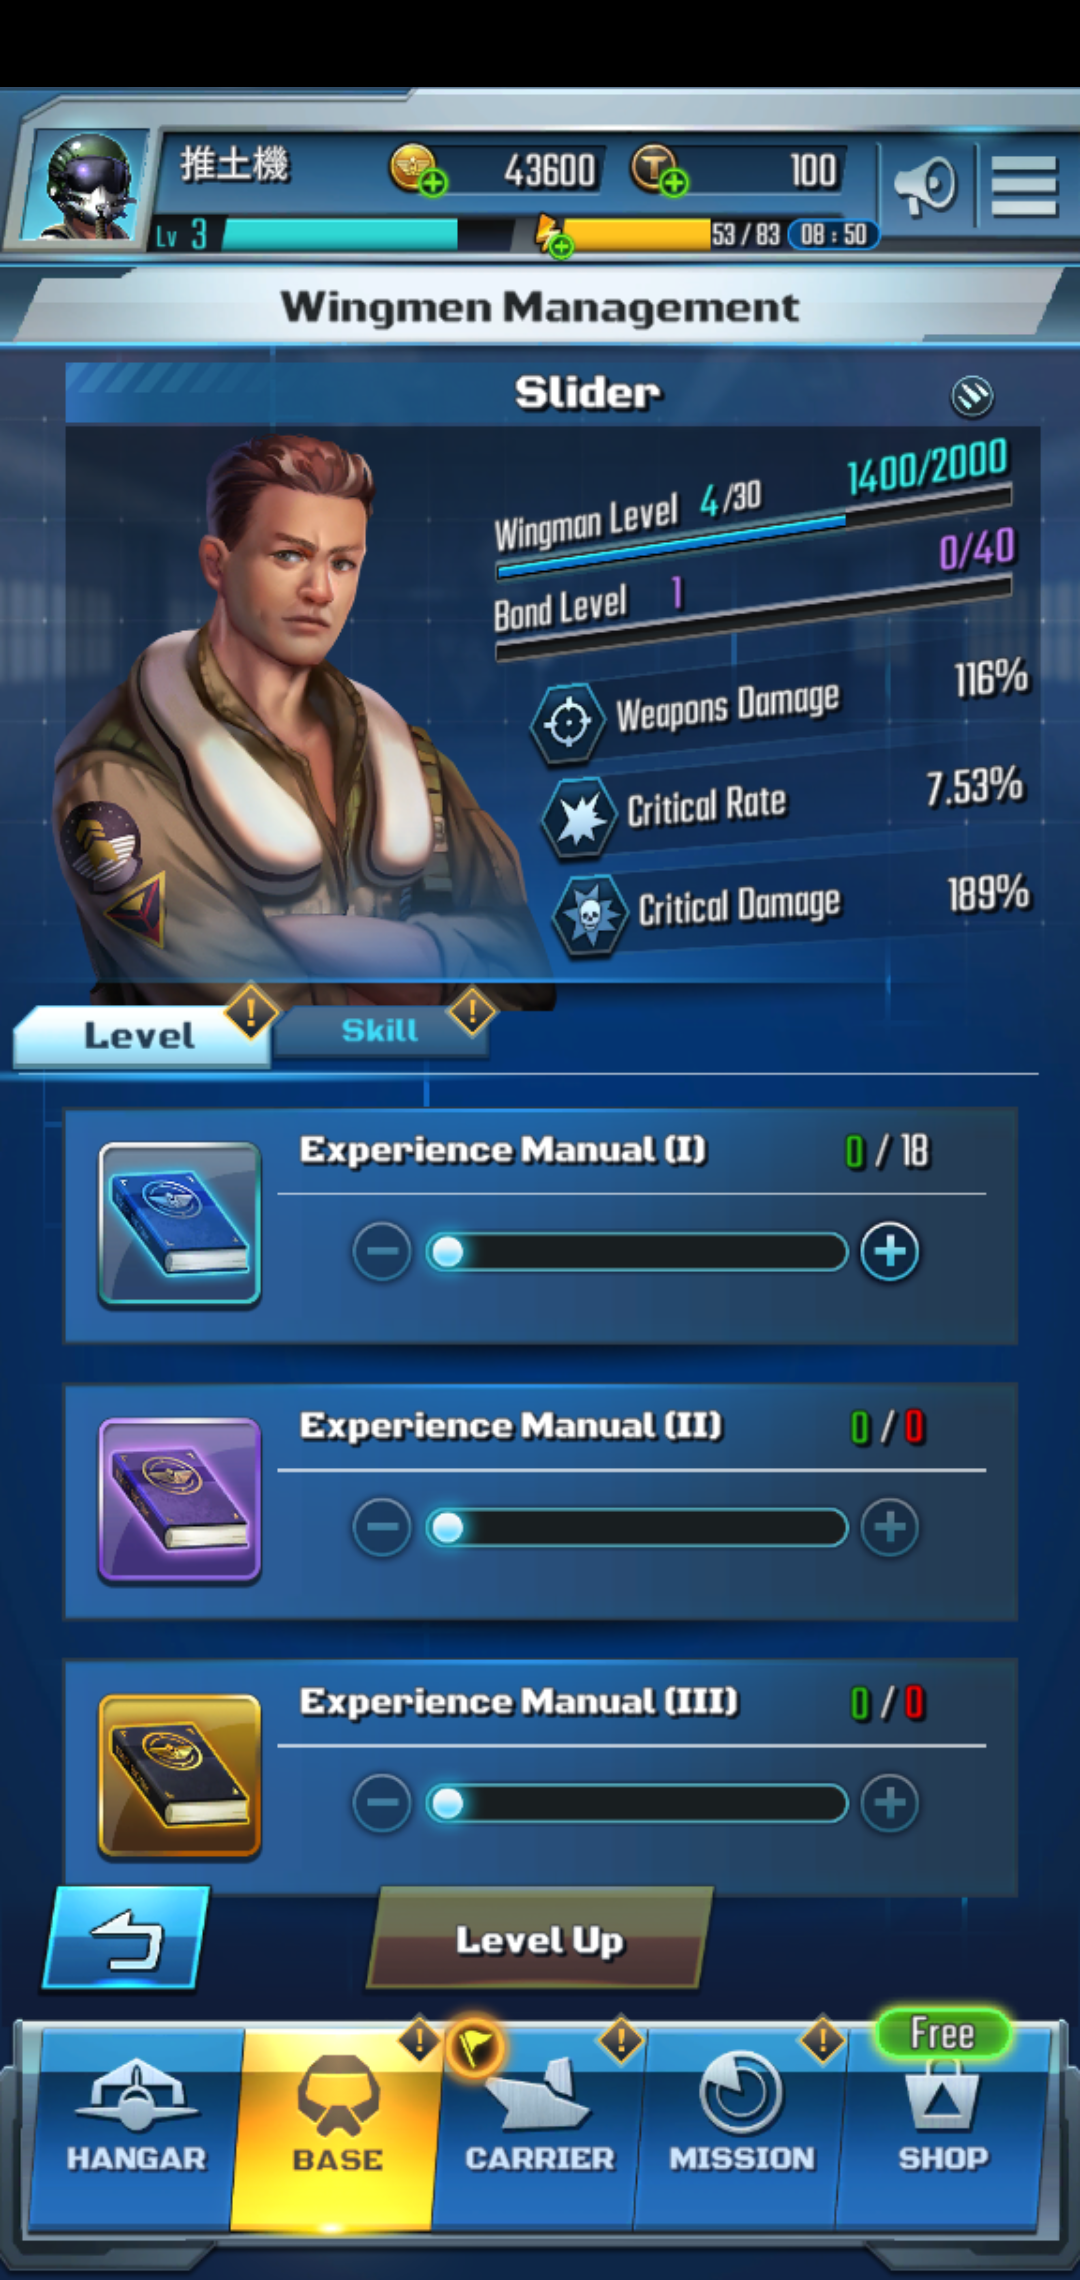 推土機 43600 100
Lv 3 53 / 83 08 : 50
Wingmen Management
Slider
Wingman Level 4/30 1400/2000
Bond Level 1 0/40
Weapons Damage 116%
Critical Rate 7.53%
Critical Damage 189%
Level Skill
Experience Manual (I) 0 / 18
Experience Manual (II) 0 / 0
Experience Manual (III) 0 / 0
Level Up
Free
HANGAR BASE CARRIER MISSION SHOP